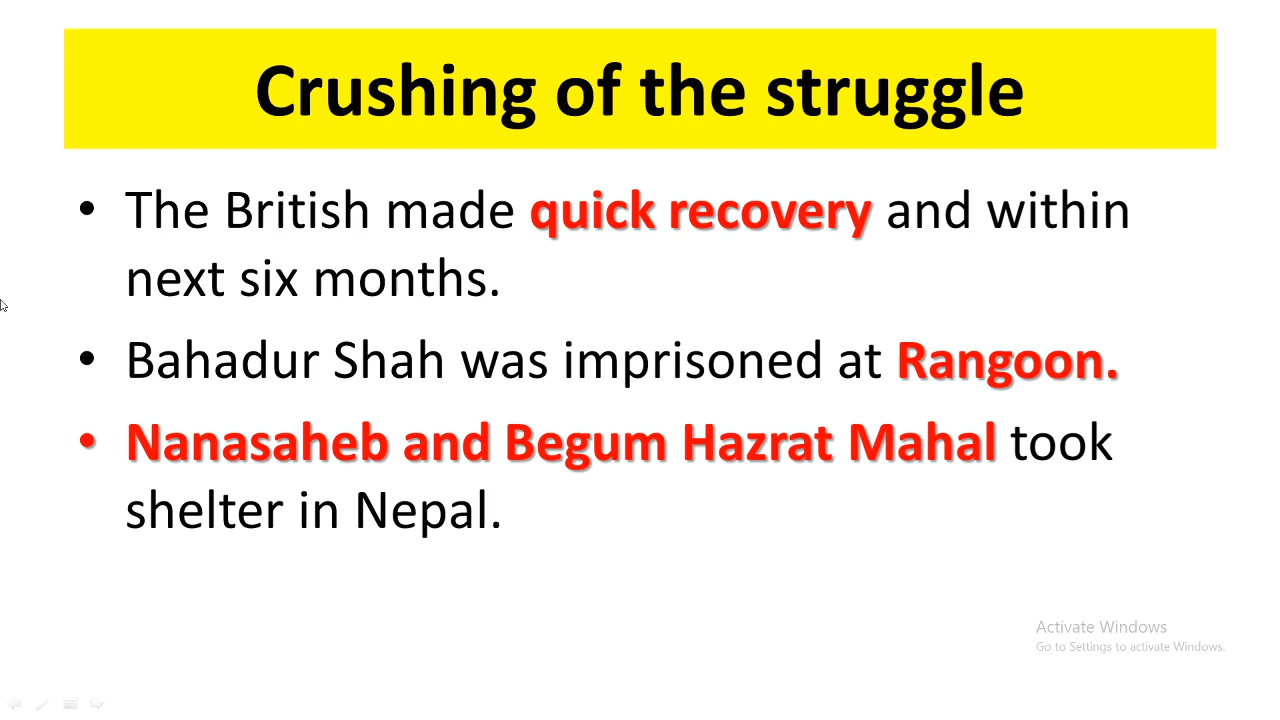 Crushing of the struggle
• The British made quick recovery and within
next six months.
• Bahadur Shah was imprisoned at Rangoon.
• Nanasaheb and Begum Hazrat Mahal took
shelter in Nepal.
Activate Windows
Go to Settings to activate Windows.